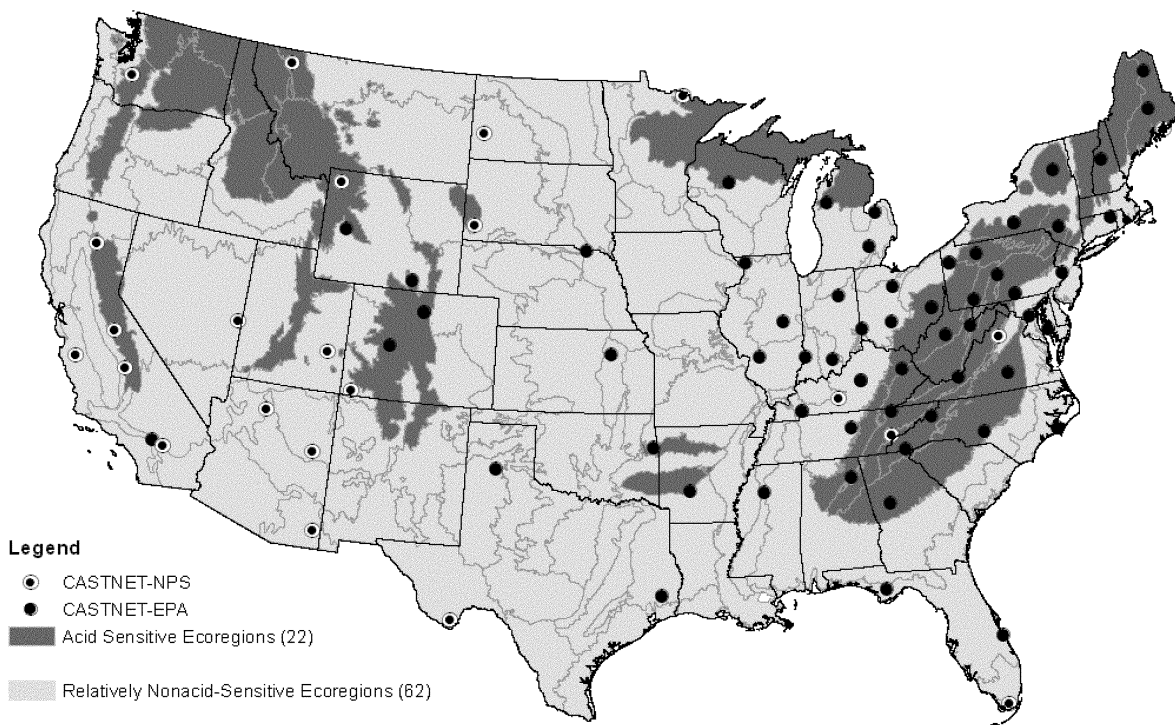 Legend
CASTNET-NPS
CASTNET-EPA
Acid Sensitive Ecoregions (22)
Relatively Nonacid-Sensitive Ecoregions (62)